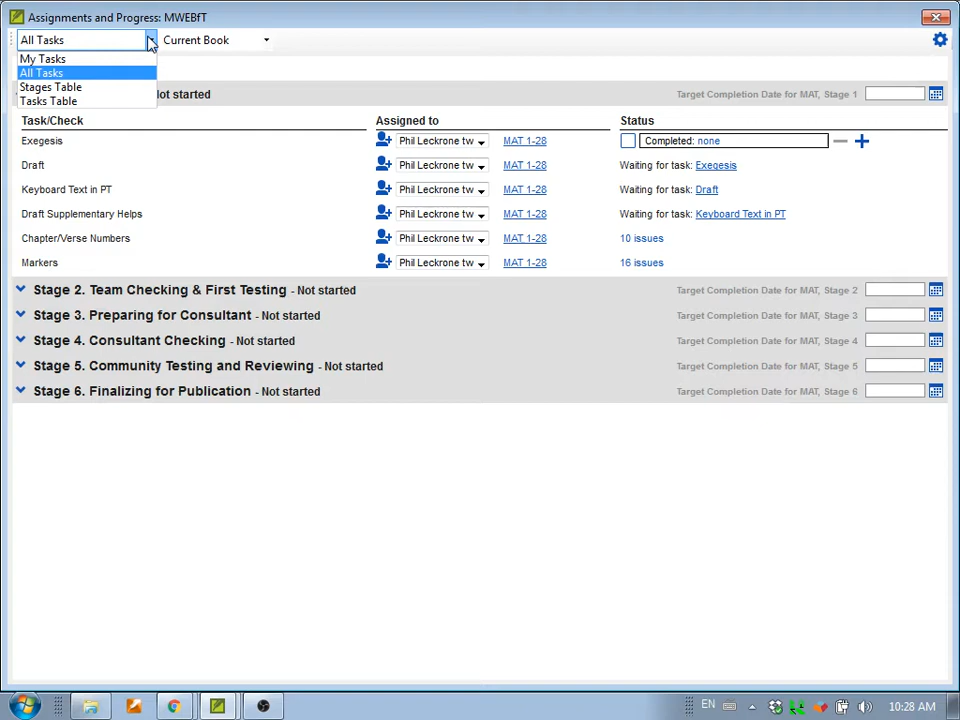 Assignments and Progress: MWEBfT
All Tasks Current Book
My Tasks
All Tasks
Stages Table
Tasks Table
Not started Target Completion Date for MAT, Stage 1
Task/Check Assigned to Status
Exegesis Phil Leckrone tw MAT 1-28 Completed: none
Draft Phil Leckrone tw MAT 1-28 Waiting for task: Exegesis
Keyboard Text in PT Phil Leckrone tw MAT 1-28 Waiting for task: Draft
Draft Supplementary Helps Phil Leckrone tw MAT 1-28 Waiting for task: Keyboard Text in PT
Chapter/Verse Numbers Phil Leckrone tw MAT 1-28 10 issues
Markers Phil Leckrone tw MAT 1-28 16 issues
Stage 2. Team Checking & First Testing - Not started Target Completion Date for MAT, Stage 2
Stage 3. Preparing for Consultant - Not started Target Completion Date for MAT, Stage 3
Stage 4. Consultant Checking - Not started Target Completion Date for MAT, Stage 4
Stage 5. Community Testing and Reviewing - Not started Target Completion Date for MAT, Stage 5
Stage 6. Finalizing for Publication - Not started Target Completion Date for MAT, Stage 6
EN 10:28 AM